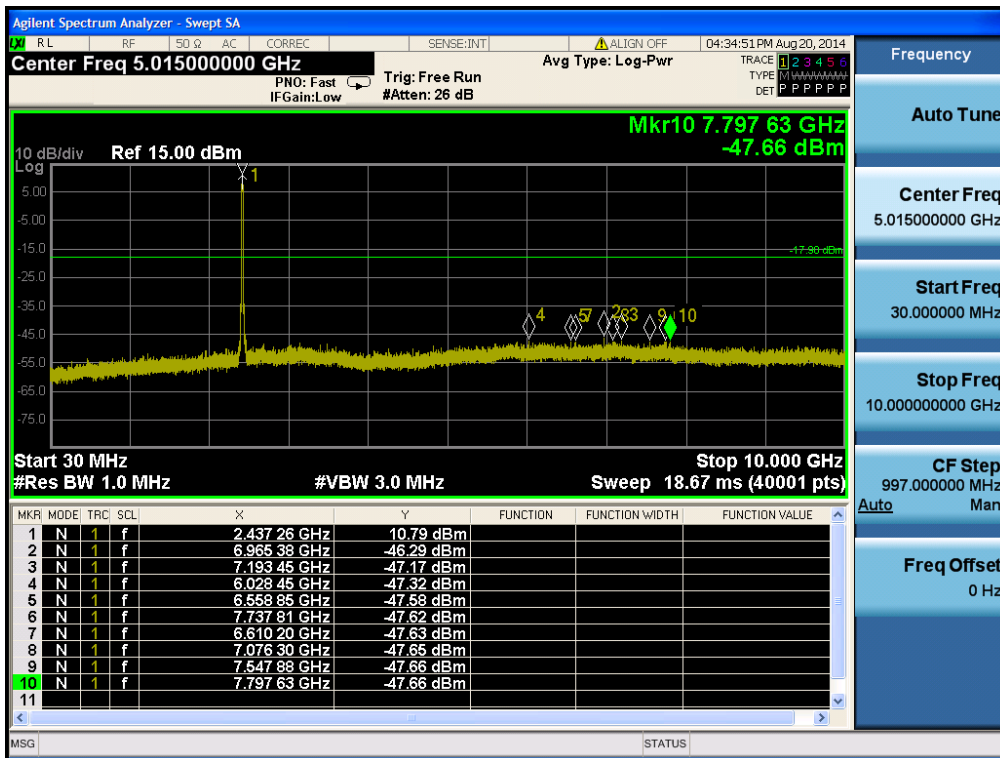 Agilent Spectrum Analyzer - Swept SA
LXI RL RF 50 Ω AC CORREC SENSE:INT ALIGN OFF 04:34:51 PM Aug 20, 2014
Center Freq 5.015000000 GHz
PNO: Fast
IFGain:Low
Trig: Free Run
#Atten: 26 dB
Avg Type: Log-Pwr
TRACE 1 2 3 4 5 6
TYPE M
DET P P P P P P
Mkr10 7.797 63 GHz
-47.66 dBm
10 dB/div Ref 15.00 dBm
Log
5.00
-5.00
-15.0
-25.0
-35.0
-45.0
-55.0
-65.0
-75.0
-17.90 dBm
1
4 5 7 2 8 3 9 10
Start 30 MHz Stop 10.000 GHz
#Res BW 1.0 MHz #VBW 3.0 MHz Sweep 18.67 ms (40001 pts)
MKR MODE TRC SCL X Y FUNCTION FUNCTION WIDTH FUNCTION VALUE
1 N 1 f 2.437 26 GHz 10.79 dBm
2 N 1 f 6.965 38 GHz -46.29 dBm
3 N 1 f 7.193 45 GHz -47.17 dBm
4 N 1 f 6.028 45 GHz -47.32 dBm
5 N 1 f 6.558 85 GHz -47.58 dBm
6 N 1 f 7.737 81 GHz -47.62 dBm
7 N 1 f 6.610 20 GHz -47.63 dBm
8 N 1 f 7.076 30 GHz -47.65 dBm
9 N 1 f 7.547 88 GHz -47.66 dBm
10 N 1 f 7.797 63 GHz -47.66 dBm
11
MSG STATUS
Frequency
Auto Tune
Center Freq
5.015000000 GHz
Start Freq
30.000000 MHz
Stop Freq
10.000000000 GHz
CF Step
997.000000 MHz
Auto Man
Freq Offset
0 Hz